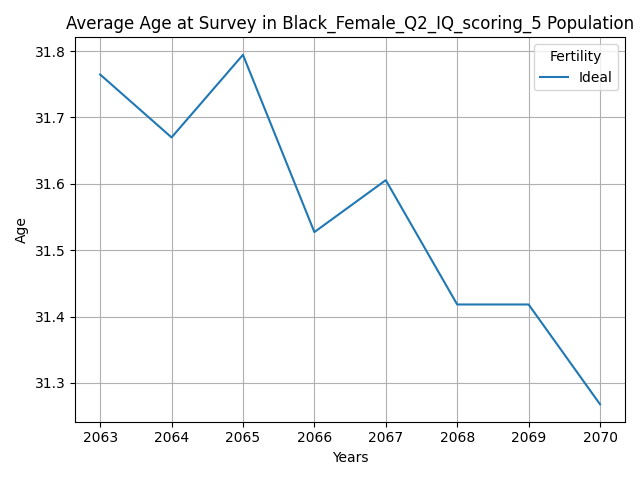 Average Age at Survey in Black_Female_Q2_IQ_scoring_5 Population
Fertility
Ideal
31.8
31.7
31.6
31.5
31.4
31.3
Age
2063 2064 2065 2066 2067 2068 2069 2070
Years